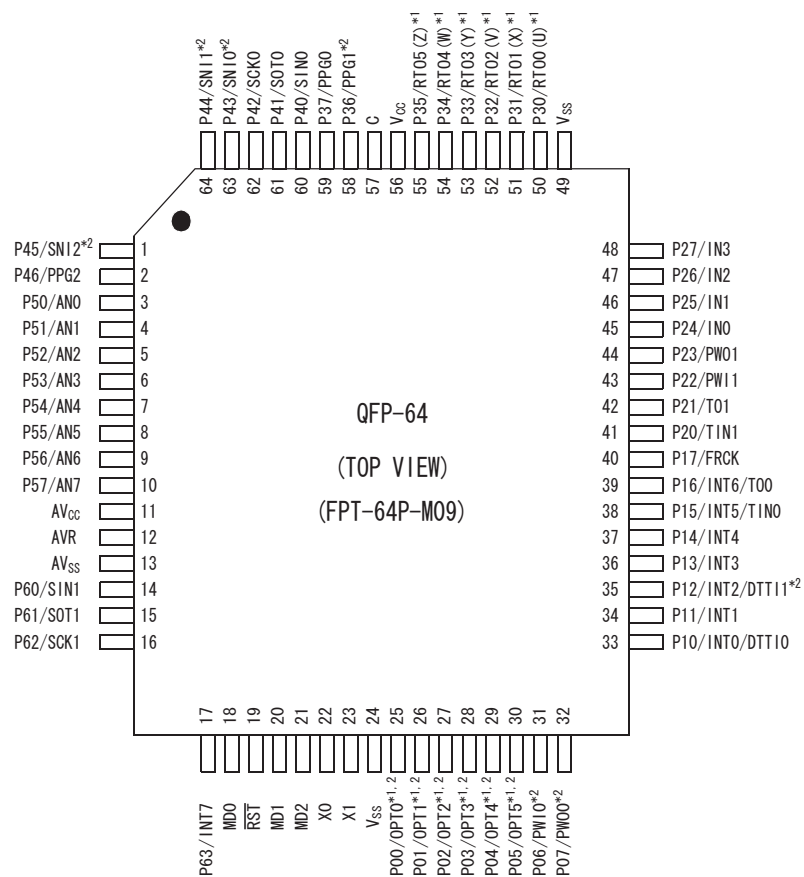 P44/SNI1*2
P43/SNI0*2
P42/SCK0
P41/SOT0
P40/SIN0
P37/PPG0
P36/PPG1*2
C
VCC
P35/RTO5(Z)*1
P34/RTO4(W)*1
P33/RTO3(Y)*1
P32/RTO2(V)*1
P31/RTO1(X)*1
P30/RTO0(U)*1
VSS
64
63
62
61
60
59
58
57
56
55
54
53
52
51
50
49
P45/SNI2*2 1
P46/PPG2 2
P50/AN0 3
P51/AN1 4
P52/AN2 5
P53/AN3 6
P54/AN4 7
P55/AN5 8
P56/AN6 9
P57/AN7 10
AVCC 11
AVR 12
AVSS 13
P60/SIN1 14
P61/SOT1 15
P62/SCK1 16
QFP-64
(TOP VIEW)
(FPT-64P-M09)
48 P27/IN3
47 P26/IN2
46 P25/IN1
45 P24/IN0
44 P23/PWO1
43 P22/PWI1
42 P21/TO1
41 P20/TIN1
40 P17/FRCK
39 P16/INT6/TO0
38 P15/INT5/TIN0
37 P14/INT4
36 P13/INT3
35 P12/INT2/DTTI1*2
34 P11/INT1
33 P10/INT0/DTTI0
17
18
19
20
21
22
23
24
25
26
27
28
29
30
31
32
P63/INT7
MD0
RST
MD1
MD2
X0
X1
VSS
P00/OPT0*1, 2
P01/OPT1*1, 2
P02/OPT2*1, 2
P03/OPT3*1, 2
P04/OPT4*1, 2
P05/OPT5*1, 2
P06/PWI0*2
P07/PWO0*2